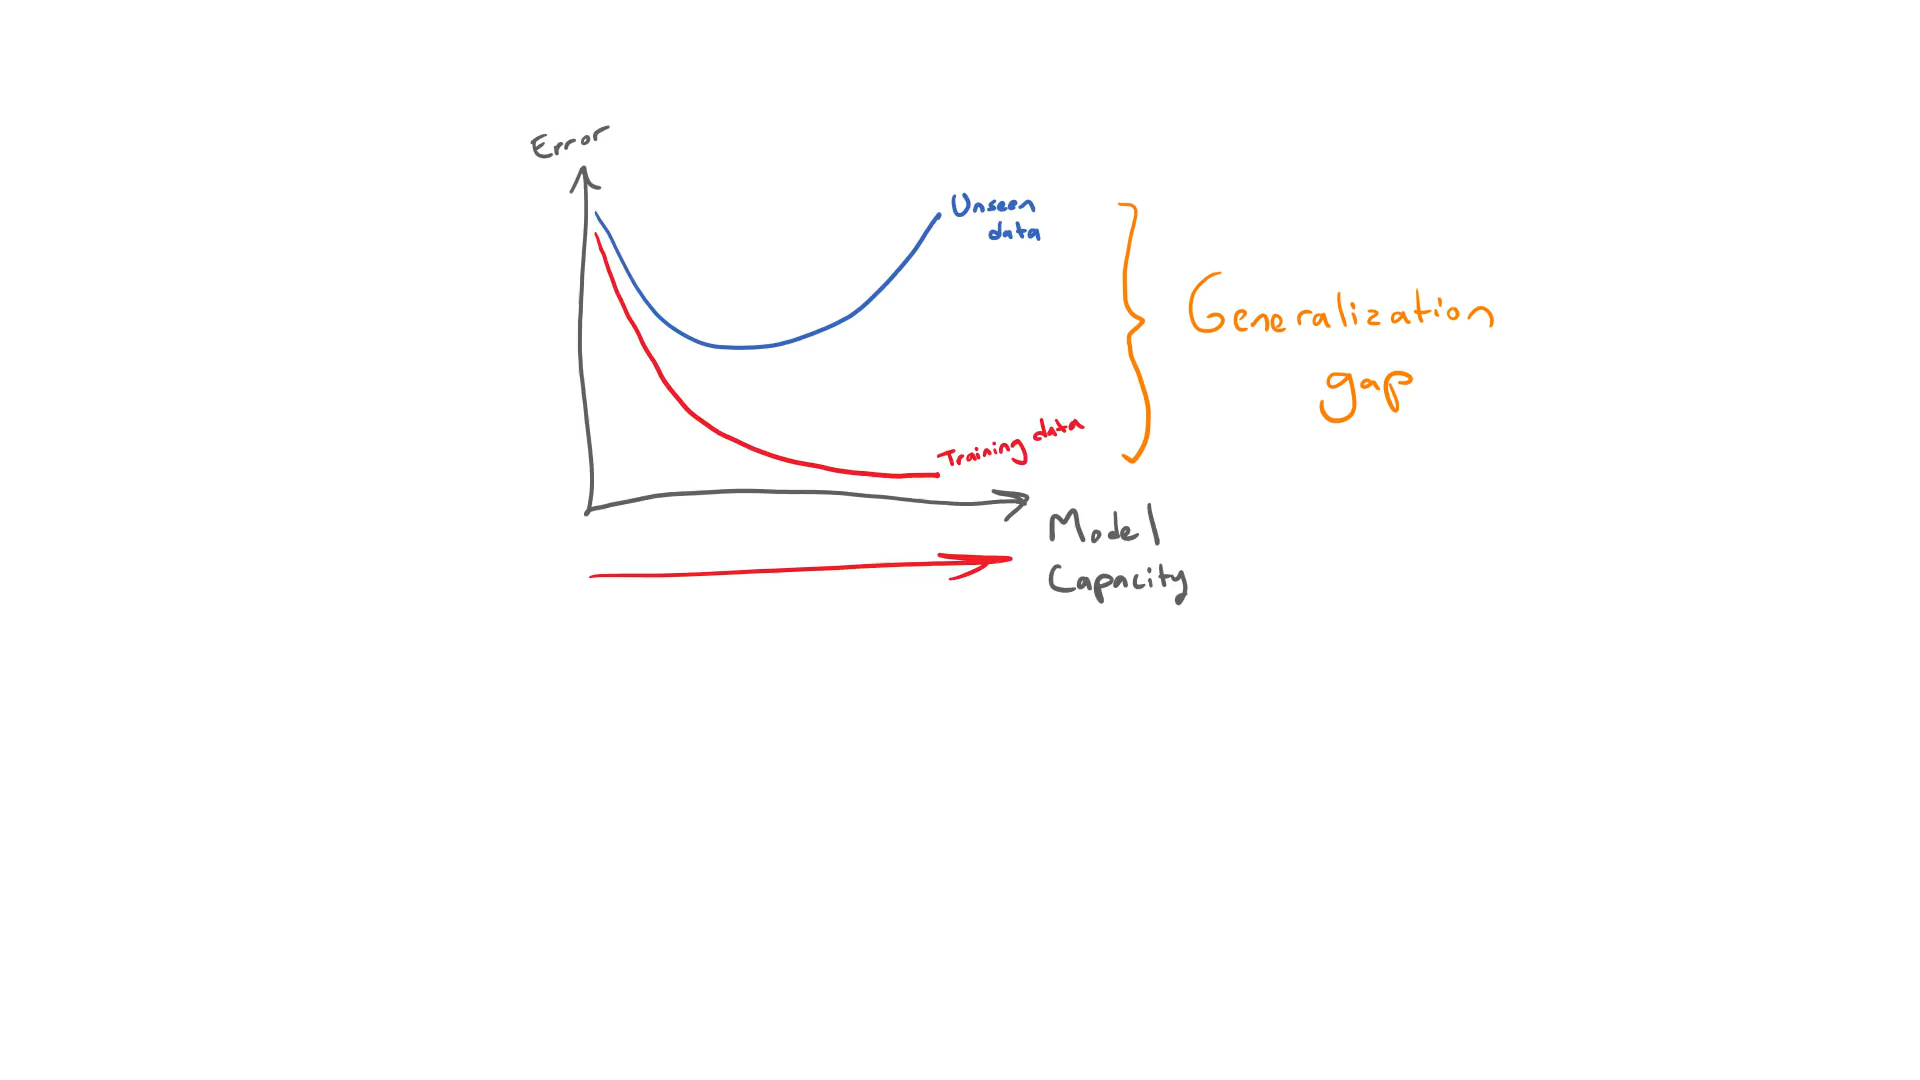 Error
Unseen
data
Generalization
gap
Training data
Model
Capacity